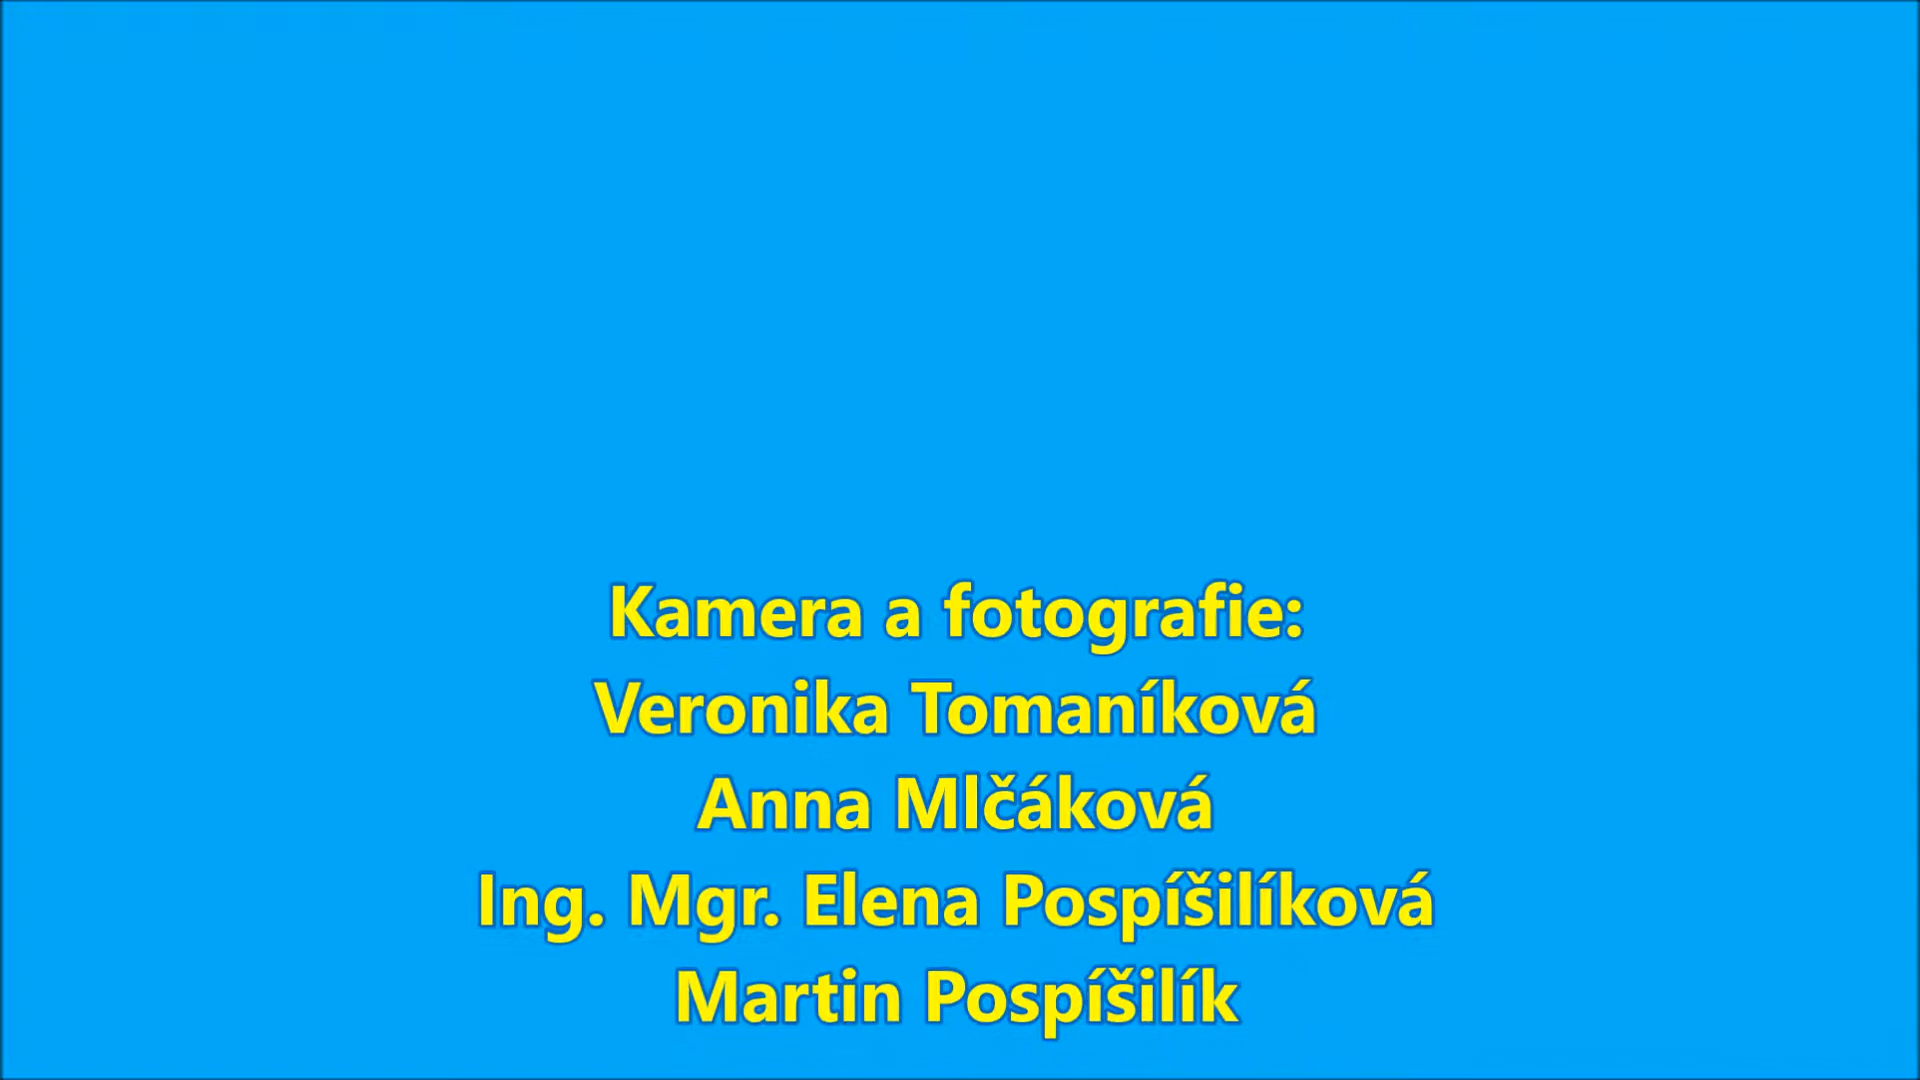 Kamera a fotografie:
Veronika Tomaníková
Anna Mlčáková
Ing. Mgr. Elena Pospíšilíková
Martin Pospíšilík